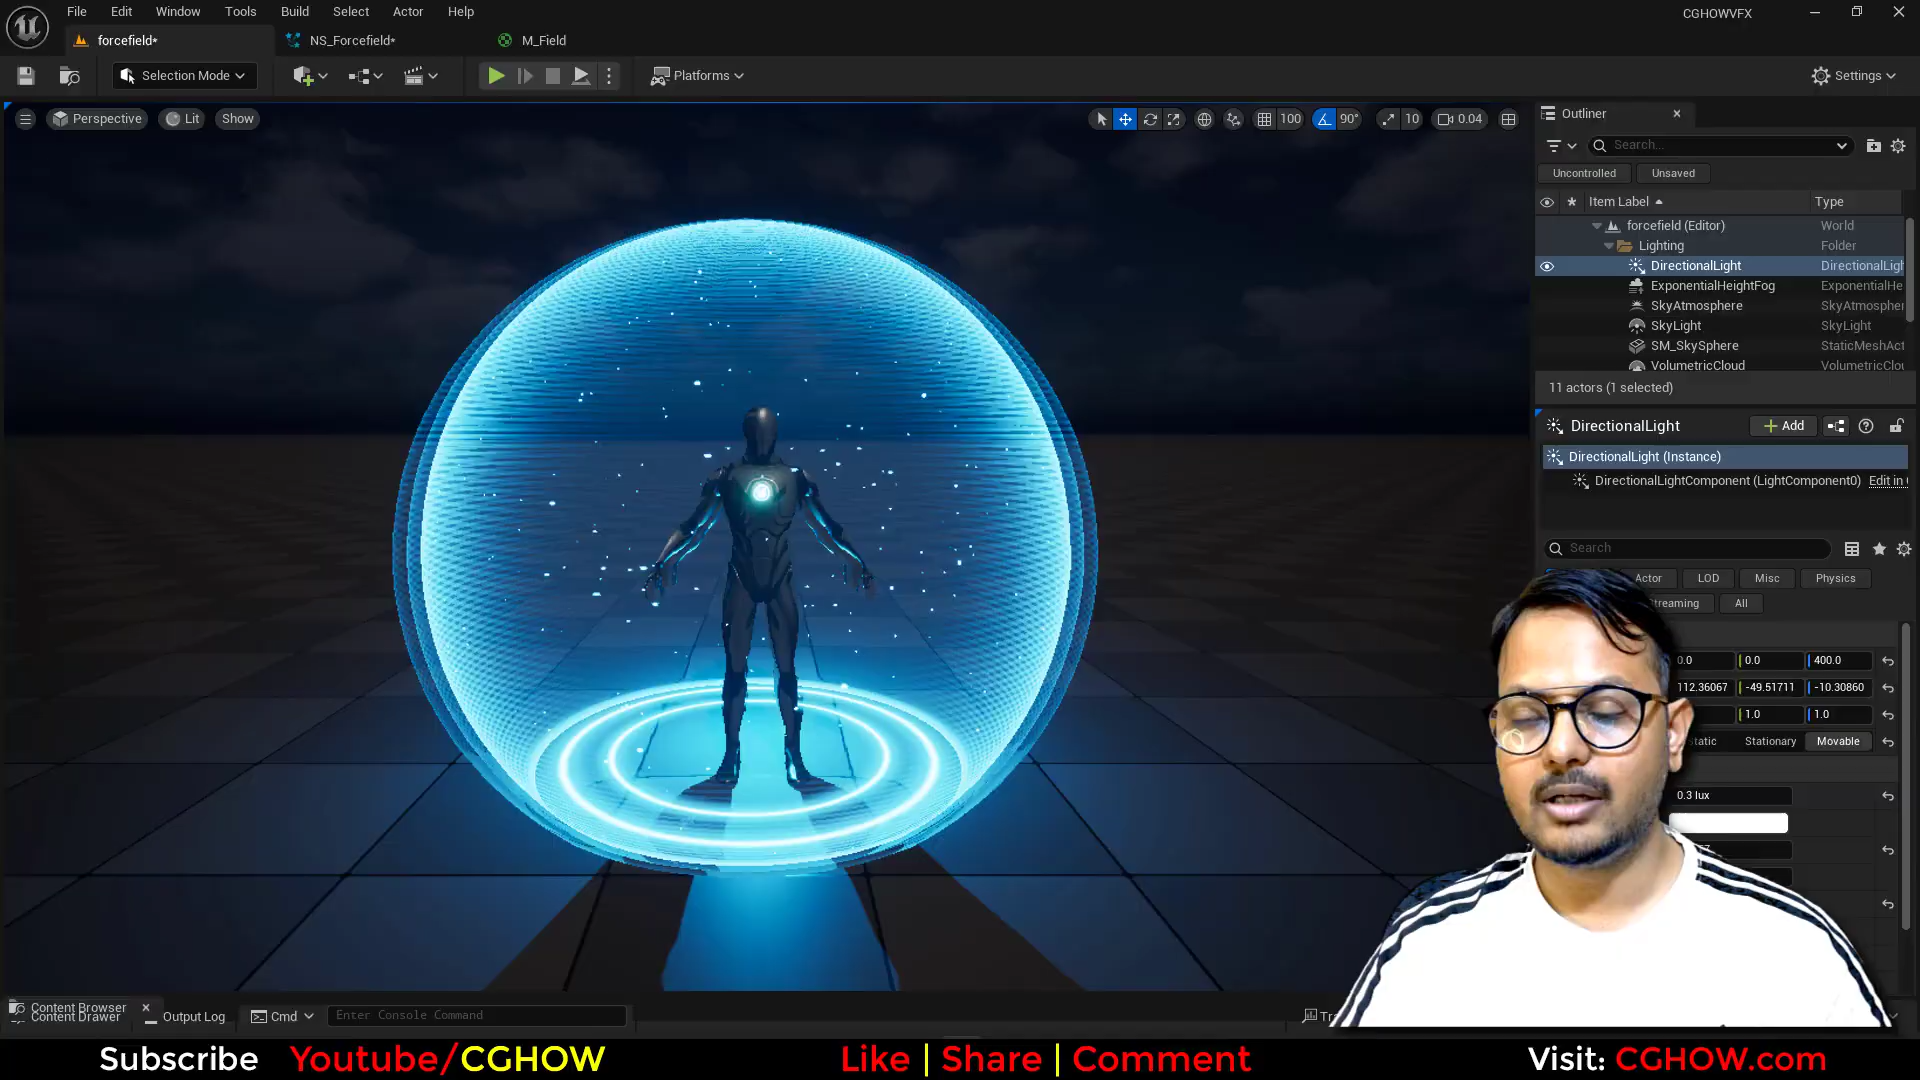 File Edit Window Tools Build Select Actor Help
CGHOWVFX
forcefield* NS_Forcefield* M_Field
Selection Mode Platforms Settings
Perspective Lit Show 100 90° 10 0.04
Outliner
Search...
Uncontrolled Unsaved
Item Label Type
forcefield (Editor) World
Lighting Folder
DirectionalLight DirectionalLigh
ExponentialHeightFog ExponentialHe
SkyAtmosphere SkyAtmospher
SkyLight SkyLight
SM_SkySphere StaticMeshAct
VolumetricCloud VolumetricClou
11 actors (1 selected)
DirectionalLight Add
DirectionalLight (Instance)
DirectionalLightComponent (LightComponent0) Edit in
Search
Actor LOD Misc Physics
treaming All
0.0 0.0 400.0
112.36067 -49.51711 -10.30860
1.0 1.0
tatic Stationary Movable
0.3 lux
Content Browser
Content Drawer Output Log Cmd Enter Console Command Tra
Subscribe Youtube/CGHOW Like | Share | Comment Visit: CGHOW.com